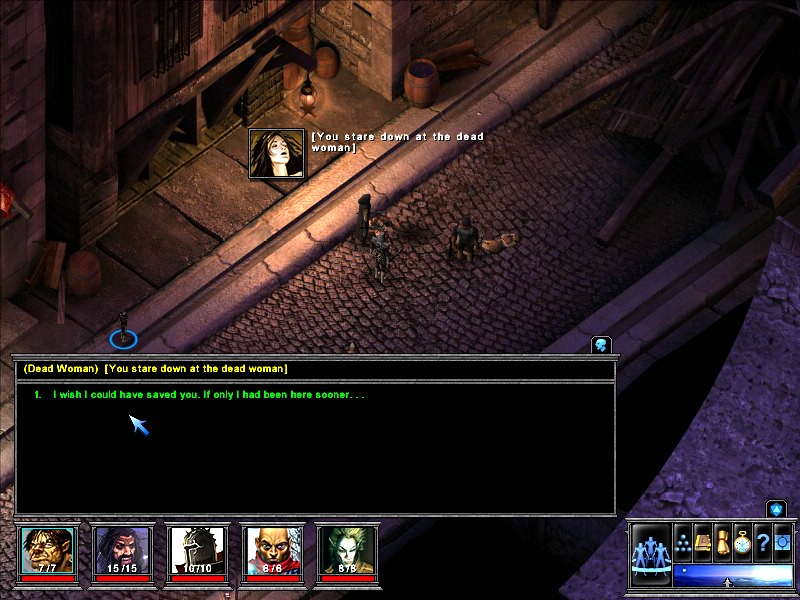 [You stare down at the dead
woman]
(Dead Woman) [You stare down at the dead woman]
1. I wish I could have saved you. If only I had been here sooner. . .
7/7
15/15
10/10
6/6
8/8
?